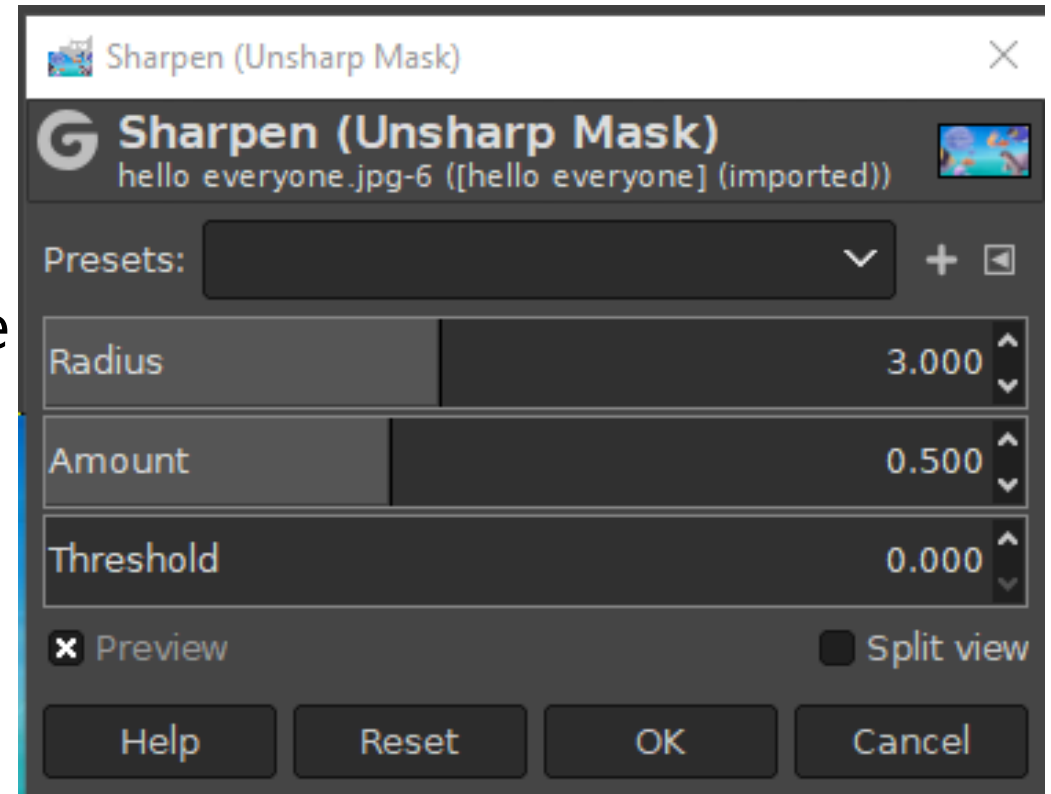 Sharpen (Unsharp Mask)
Sharpen (Unsharp Mask)
hello everyone.jpg-6 ([hello everyone] (imported))
Presets:
e
Radius 3.000
Amount 0.500
Threshold 0.000
Preview Split view
Help Reset OK Cancel